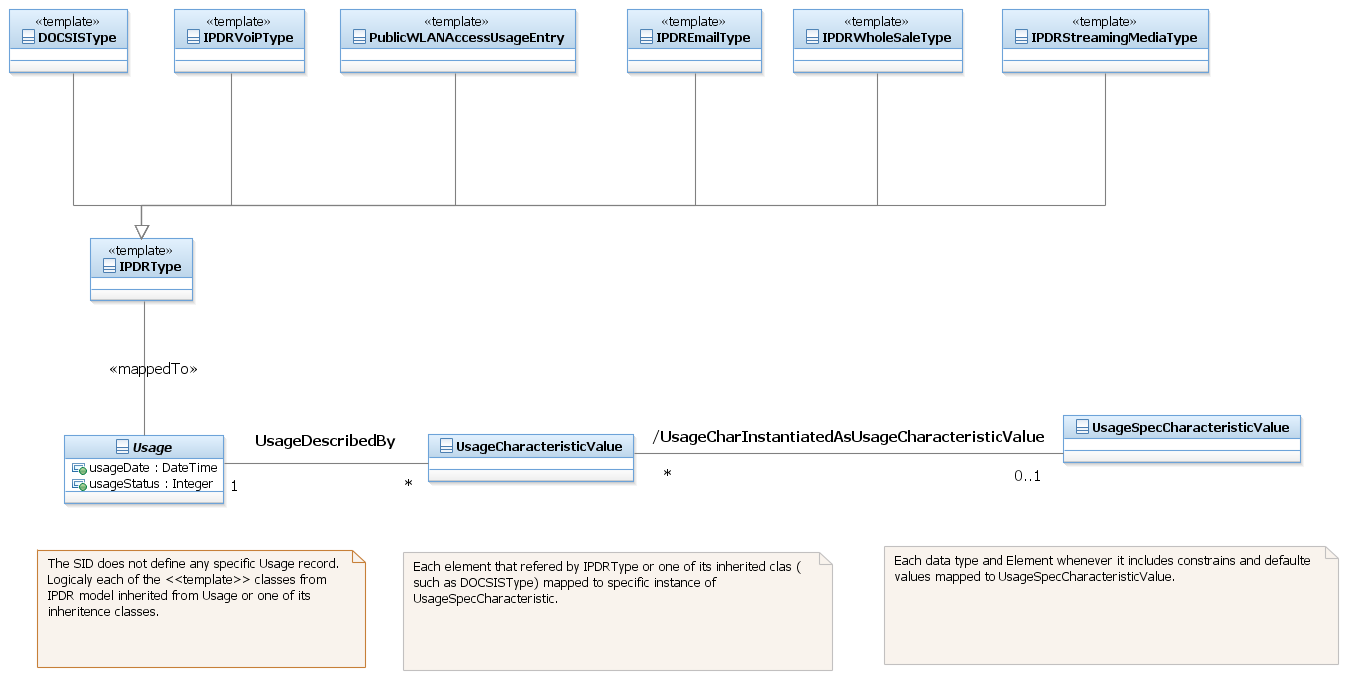 «template»
DOCSISType
«template»
IPDRVoiPType
«template»
PublicWLANAccessUsageEntry
«template»
IPDREmailType
«template»
IPDRWholeSaleType
«template»
IPDRStreamingMediaType
«template»
IPDRType
«mappedTo»
Usage
usageDate : DateTime
usageStatus : Integer
UsageDescribedBy
1
*
UsageCharacteristicValue
/UsageCharInstantiatedAsUsageCharacteristicValue
*
0..1
UsageSpecCharacteristicValue
The SID does not define any specific Usage record.
Logicaly each of the <<template>> classes from
IPDR model inherited from Usage or one of its
inheritence classes.
Each element that refered by IPDRType or one of its inherited clas (
such as DOCSISType) mapped to specific instance of
UsageSpecCharacteristic.
Each data type and Element whenever it includes constrains and defaulte
values mapped to UsageSpecCharacteristicValue.